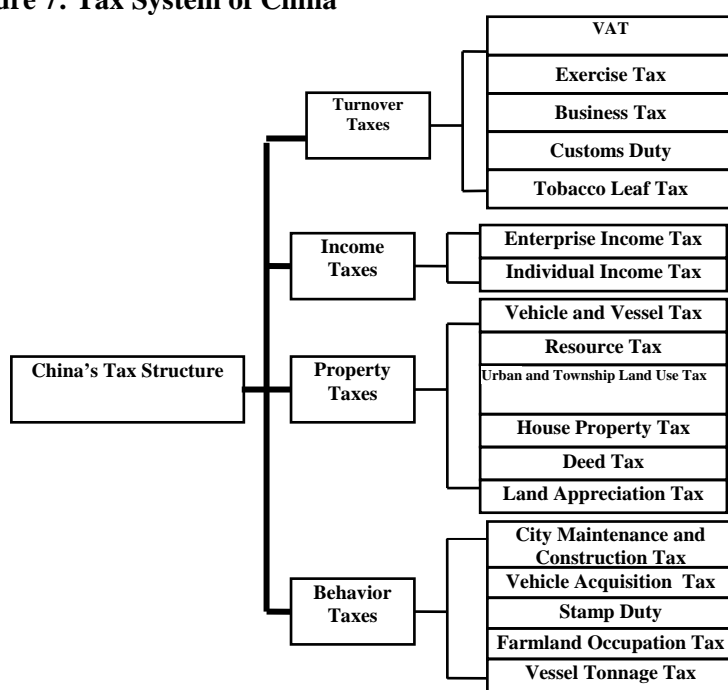 ure 7: Tax System of China
VAT
Exercise Tax
Turnover
Taxes
Business Tax
Customs Duty
Tobacco Leaf Tax
Income
Taxes
Enterprise Income Tax
Individual Income Tax
China's Tax Structure
Property
Taxes
Vehicle and Vessel Tax
Resource Tax
Urban and Township Land Use Tax
House Property Tax
Deed Tax
Land Appreciation Tax
Behavior
Taxes
City Maintenance and
Construction Tax
Vehicle Acquisition Tax
Stamp Duty
Farmland Occupation Tax
Vessel Tonnage Tax